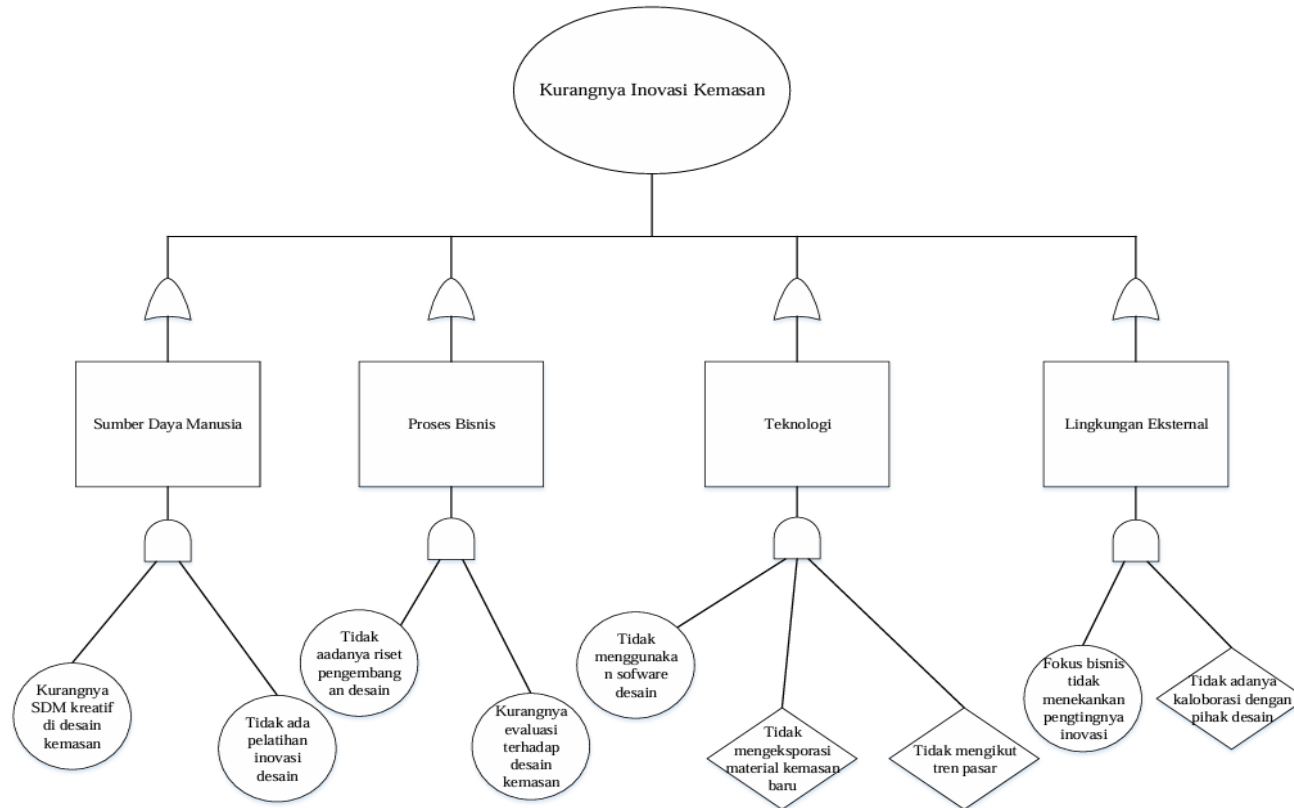 Kurangnya Inovasi Kemasan
Sumber Daya Manusia
Proses Bisnis
Teknologi
Lingkungan Eksternal
Kurangnya
SDM kreatif
di desain
kemasan
Tidak ada
pelatihan
inovasi
desain
Tidak
aadanya riset
pengembang
an desain
Kurangnya
evaluasi
terhadap
desain
kemasan
Tidak
menggunaka
n sofware
desain
Tidak
mengeksporasi
material kemasan
baru
Tidak mengikut
tren pasar
Fokus bisnis
tidak
menekankan
pengtingnya
inovasi
Tidak adanya
kaloborasi dengan
pihak desain